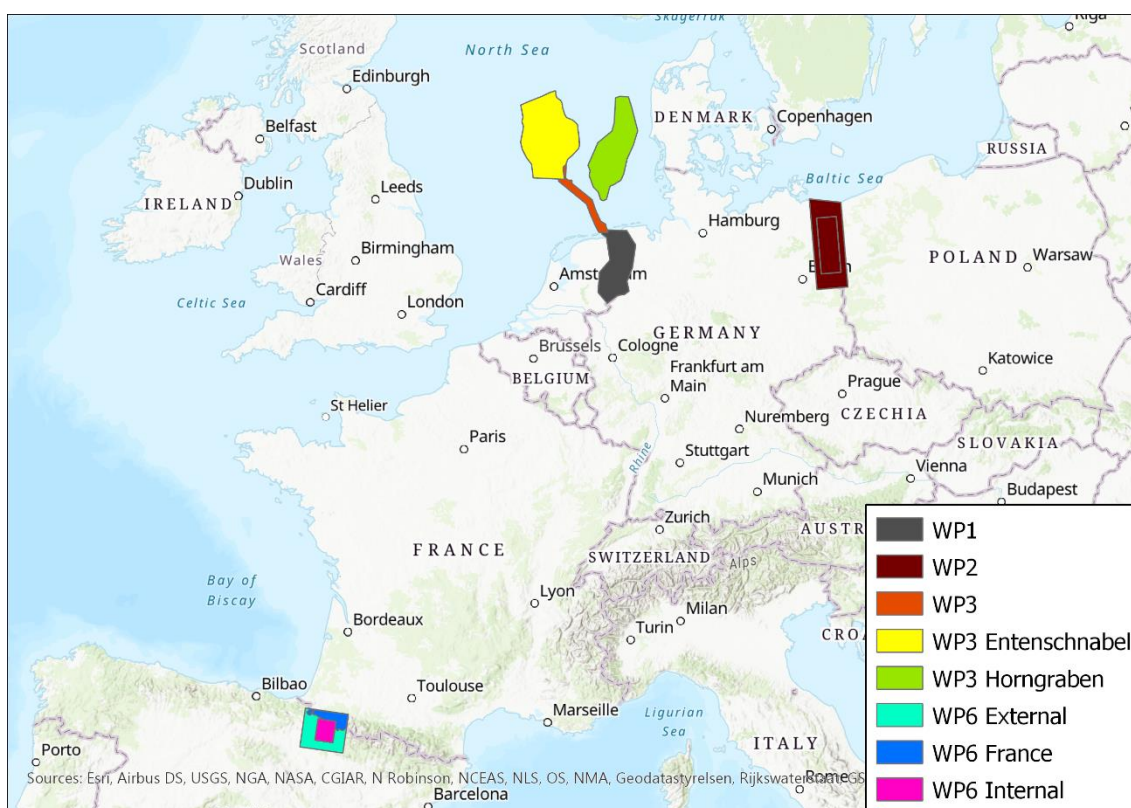 Skagerrak
Riga
Scotland
North Sea
Edinburgh
DENMARK
Copenhagen
Belfast
RUSSIA
Dublin
Leeds
Baltic Sea
IRELAND
Hamburg
Birmingham
POLAND
Warsaw
Wales
Amsterdam
Celtic Sea
Cardiff
London
GERMANY
Brussels
Cologne
Katowice
BELGIUM
Frankfurt am
Main
Prague
St Helier
CZECHIA
Nuremberg
Paris
SLOVAKIA
Rhine
Stuttgart
Vienna
Munich
Budapest
Zurich
AUSTR
WP1
FRANCE
SWITZERLAND
Alps
WP2
Bay of
Biscay
Lyon
WP3
Milan
Bordeaux
Turin
CROA
WP3 Entenschnabel
Bilbao
Toulouse
WP3 Horngraben
Marseille
Ligurian
Sea
WP6 External
ITALY
Porto
WP6 France
Sources: Esri, Airbus DS, USGS, NGA, NASA, CGIAR, N Robinson, NCEAS, NLS, OS, NMA, Geodatastyrelsen, Rijkswaterstaat, GS
Rome
WP6 Internal
Barcelona